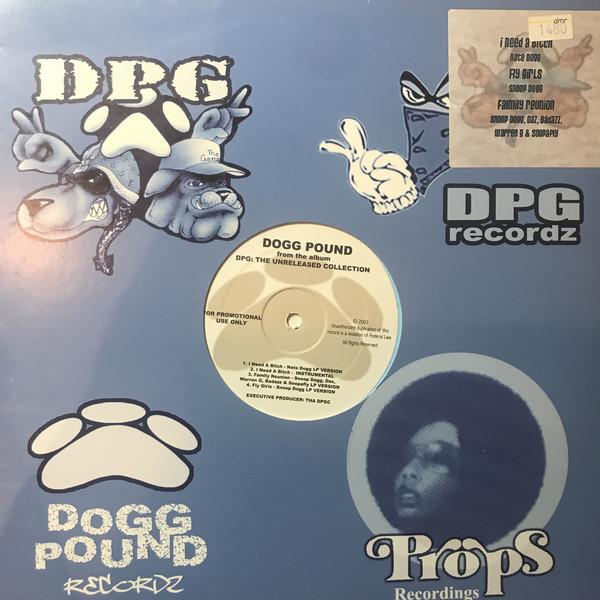 DPG
Tha Gang
dmr
1480
I NEED A BITCH
NATE DOGG
FLY GIRLS
SNOOP DOGG
FAIMILY REUNION
SNOOP DOGG, DAZ, BADAZZ,
WARREN G & SOOPAFLY
DPG
recordz
DOGG POUND
from the album
DPG: THE UNRELEASED COLLECTION
FOR PROMOTIONAL
USE ONLY
© 2003
Unauthorized duplication of this
record is a violation of Federal Law.
All Rights Reserved.
1. I Need A Bitch - Nate Dogg LP VERSION
2. I Need A Bitch - INSTRUMENTAL
3. Family Reunion - Snoop Dogg, Daz,
Warren G, Badazz & Soopafly LP VERSION
4. Fly Girls - Snoop Dogg LP VERSION
EXECUTIVE PRODUCER: THA DPGC
DOGG
POUND
RECORDZ
Props
Recordings